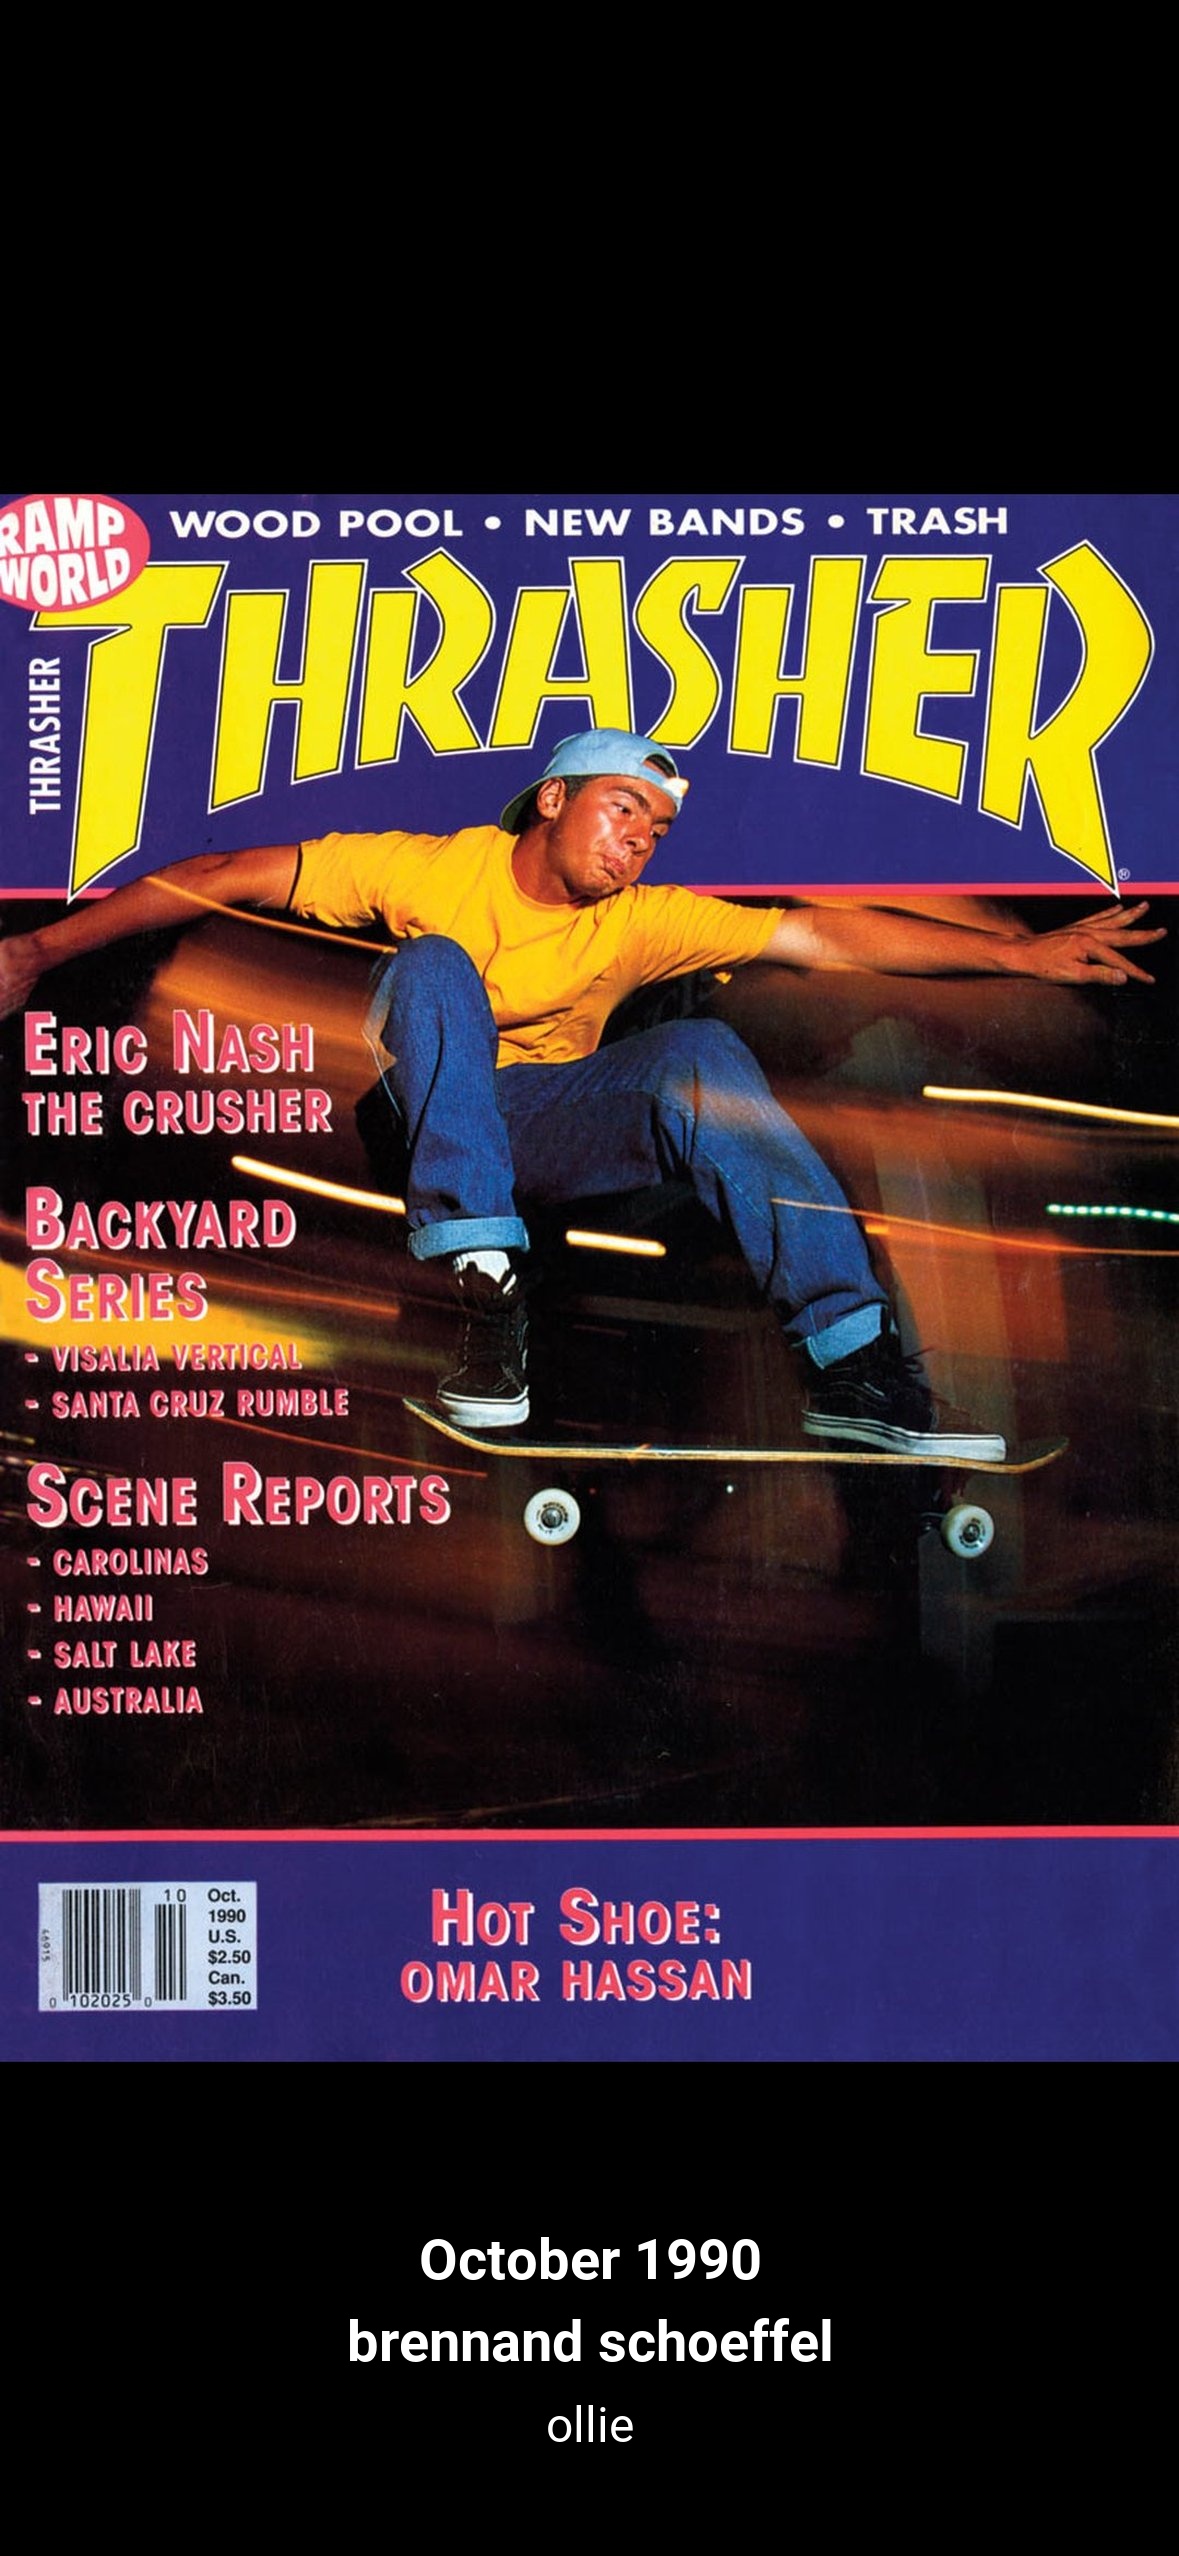 RAMP
WORLD
WOOD POOL • NEW BANDS • TRASH
THRASHER
THRASHER
ERIC NASH
THE CRUSHER
BACKYARD
SERIES
- VISALIA VERTICAL
- SANTA CRUZ RUMBLE
SCENE REPORTS
- CAROLINAS
- HAWAII
- SALT LAKE
- AUSTRALIA
HOT SHOE:
OMAR HASSAN
10
Oct.
1990
U.S.
$2.50
Can.
$3.50
46915
0 102025 0
October 1990
brennand schoeffel
ollie